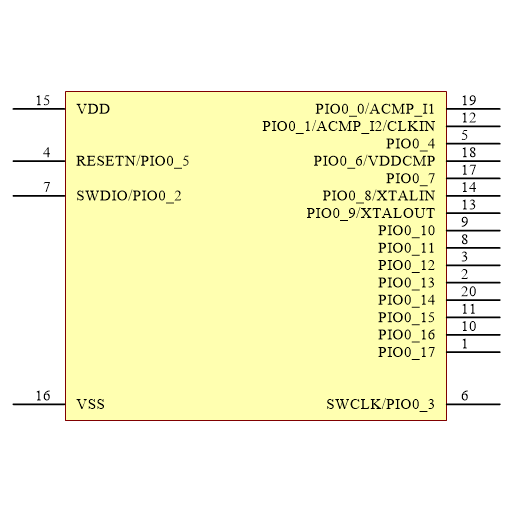 15 VDD PIO0_0/ACMP_I1 19
PIO0_1/ACMP_I2/CLKIN 12
PIO0_4 5
4 RESETN/PIO0_5 PIO0_6/VDDCMP 18
PIO0_7 17
7 SWDIO/PIO0_2 PIO0_8/XTALIN 14
PIO0_9/XTALOUT 13
PIO0_10 9
PIO0_11 8
PIO0_12 3
PIO0_13 2
PIO0_14 20
PIO0_15 11
PIO0_16 10
PIO0_17 1
16 VSS SWCLK/PIO0_3 6